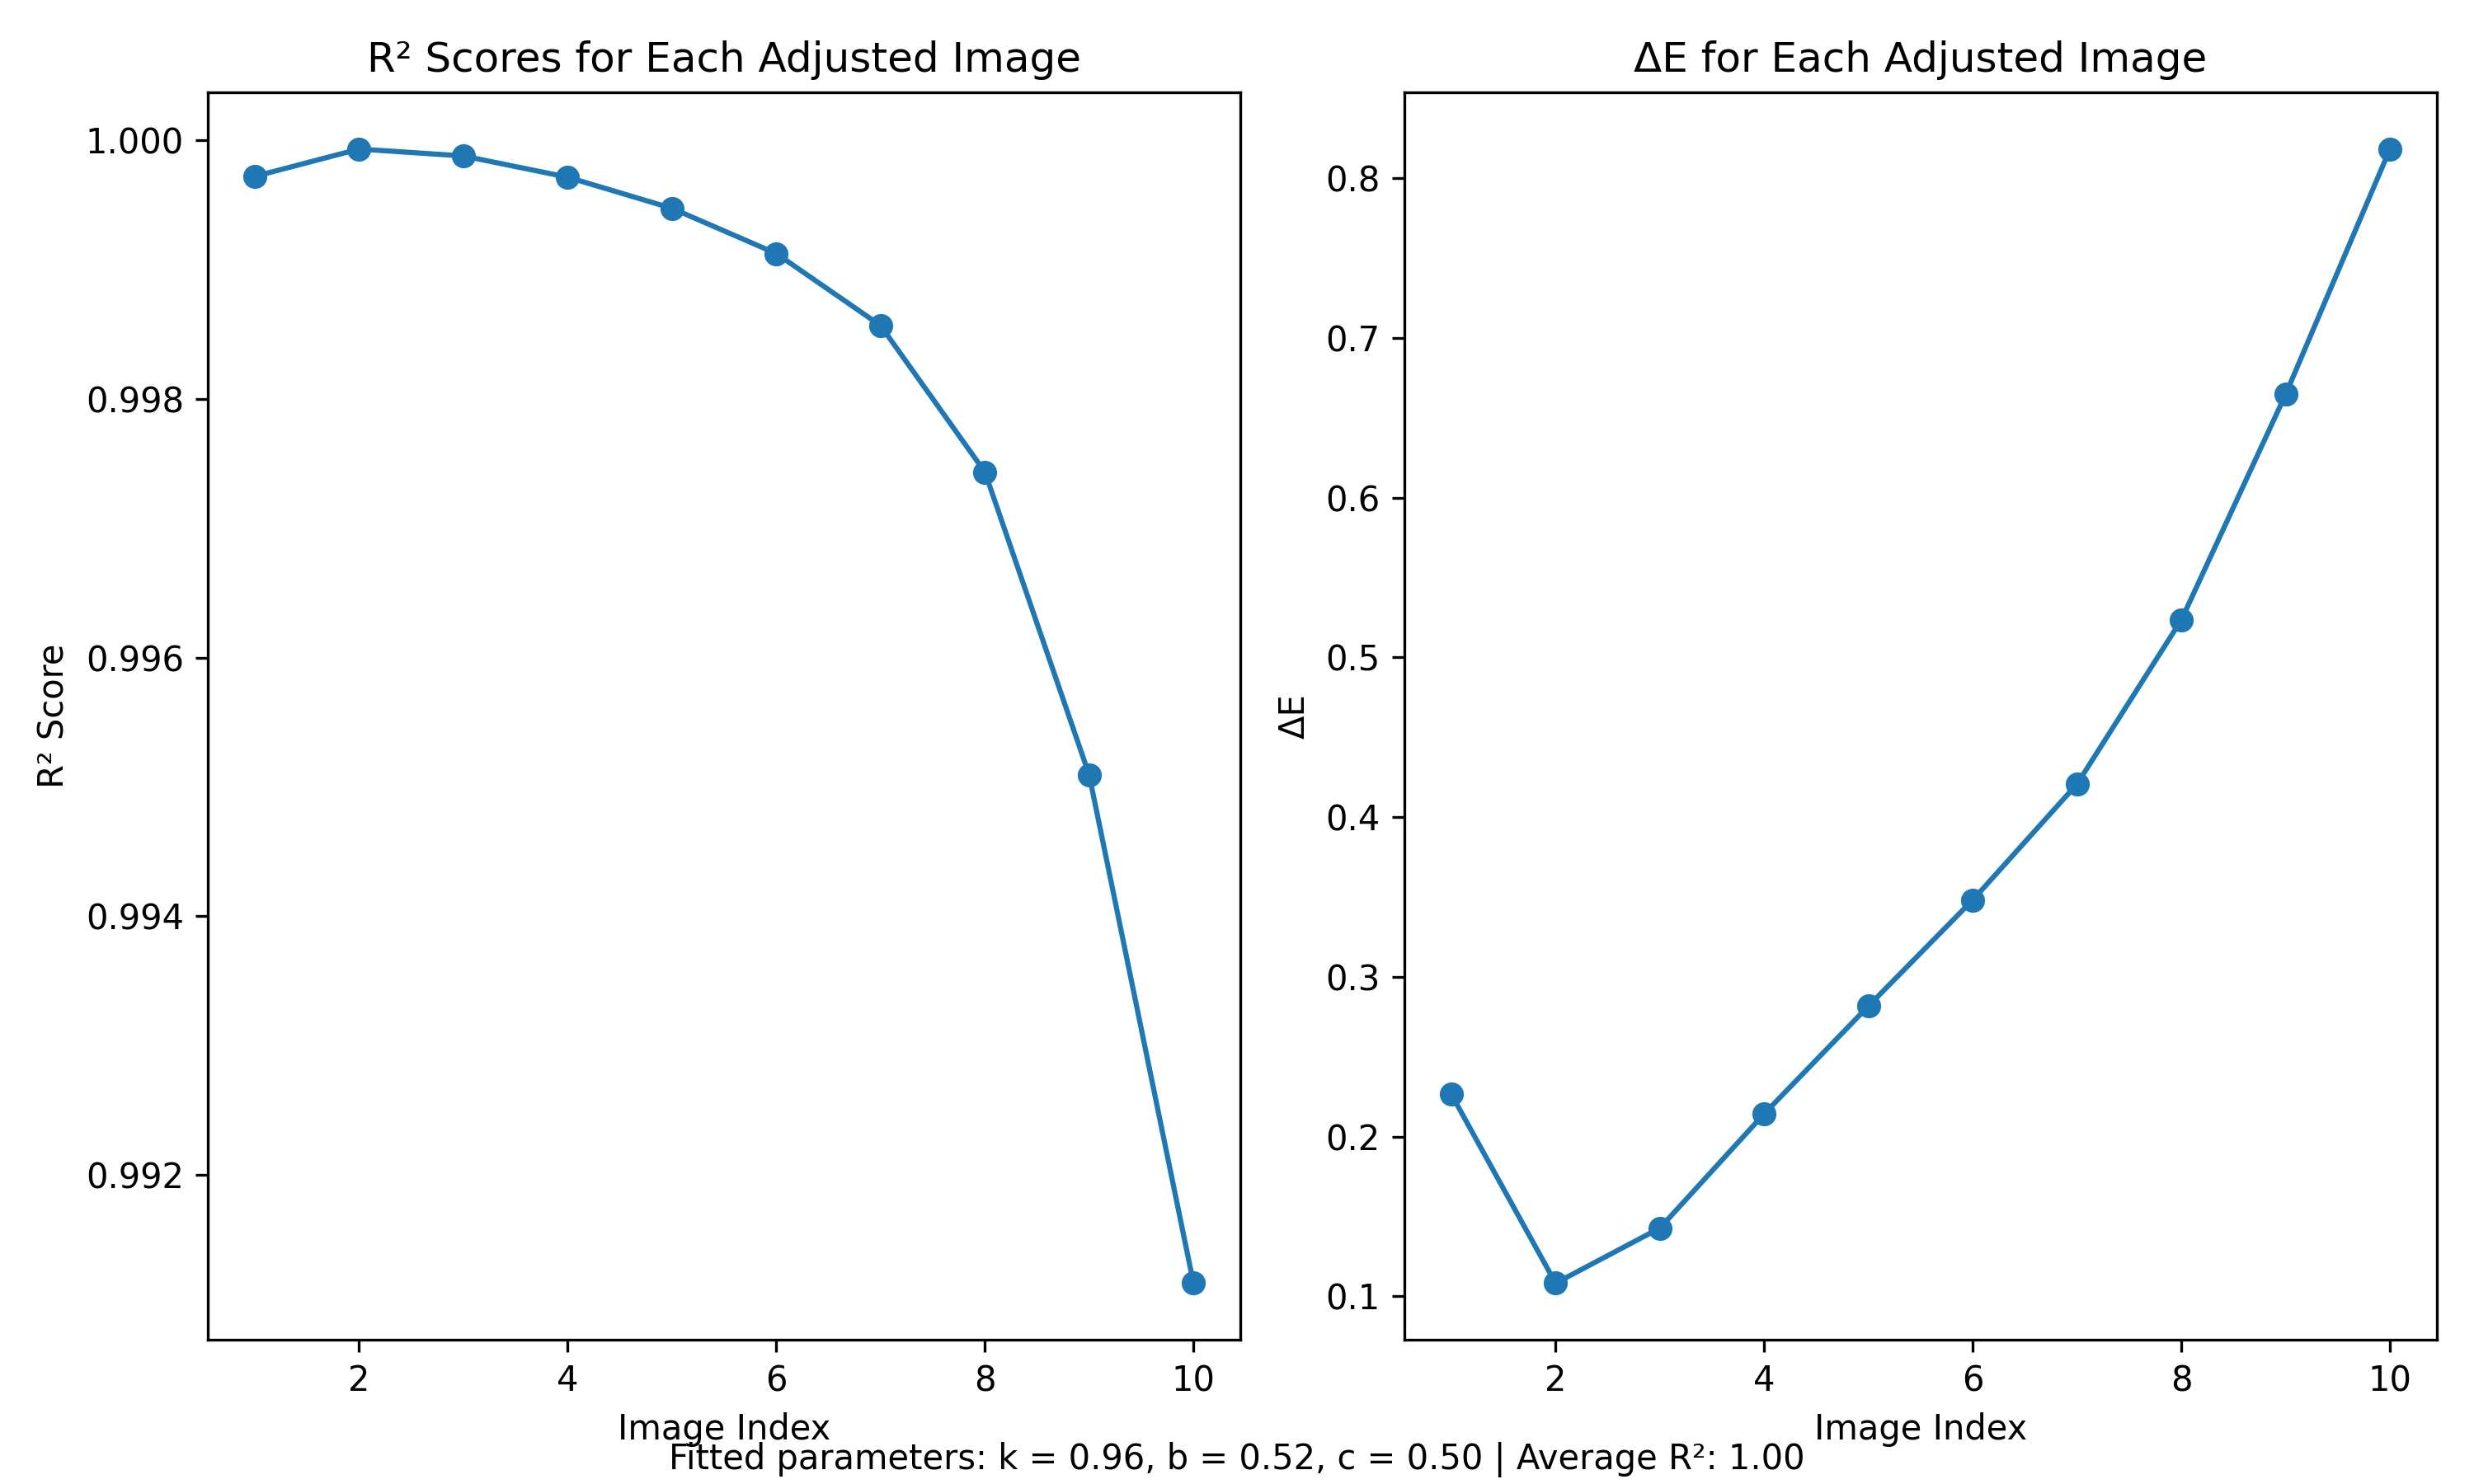 R² Scores for Each Adjusted Image
1.000
0.998
0.996
0.994
0.992
R² Score
2 4 6 8 10
Image Index
ΔE for Each Adjusted Image
0.8
0.7
0.6
0.5
0.4
0.3
0.2
0.1
ΔE
2 4 6 8 10
Image Index
Fitted parameters: k = 0.96, b = 0.52, c = 0.50 | Average R²: 1.00